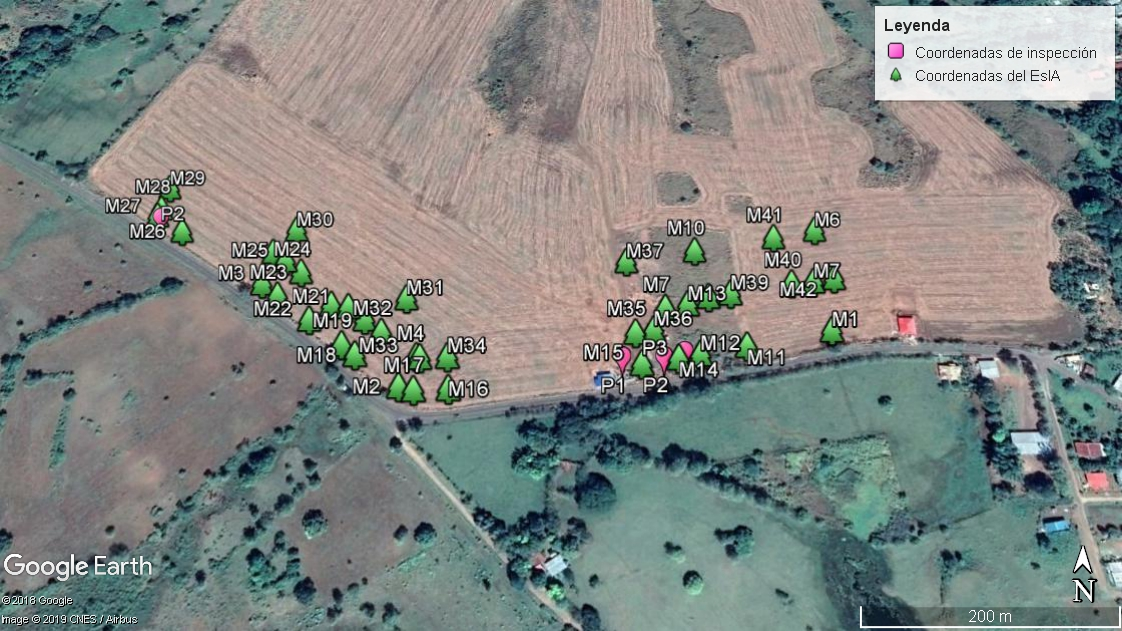 Leyenda
Coordenadas de inspección
Coordenadas del EsIA
M29
M28
M27
P2
M26
M30
M41
M6
M10
M25
M24
M37
M40
M3
M23
M7
M7
M31
M39
M42
M21
M13
M22
M32
M35
M19
M36
M1
M4
M33
M34
P3
M12
M18
M15
M11
M17
M14
M2
M16
P1
P2
Google Earth
©2018 Google
Image © 2019 CNES / Airbus
N
200 m